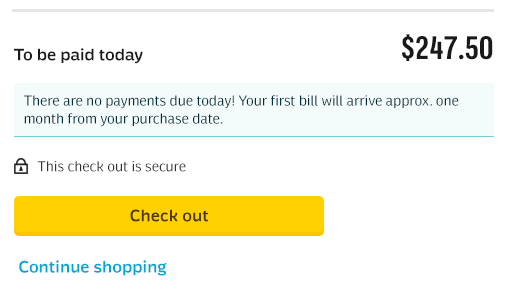 To be paid today
$247.50
There are no payments due today! Your first bill will arrive approx. one
month from your purchase date.
This check out is secure
Check out
Continue shopping